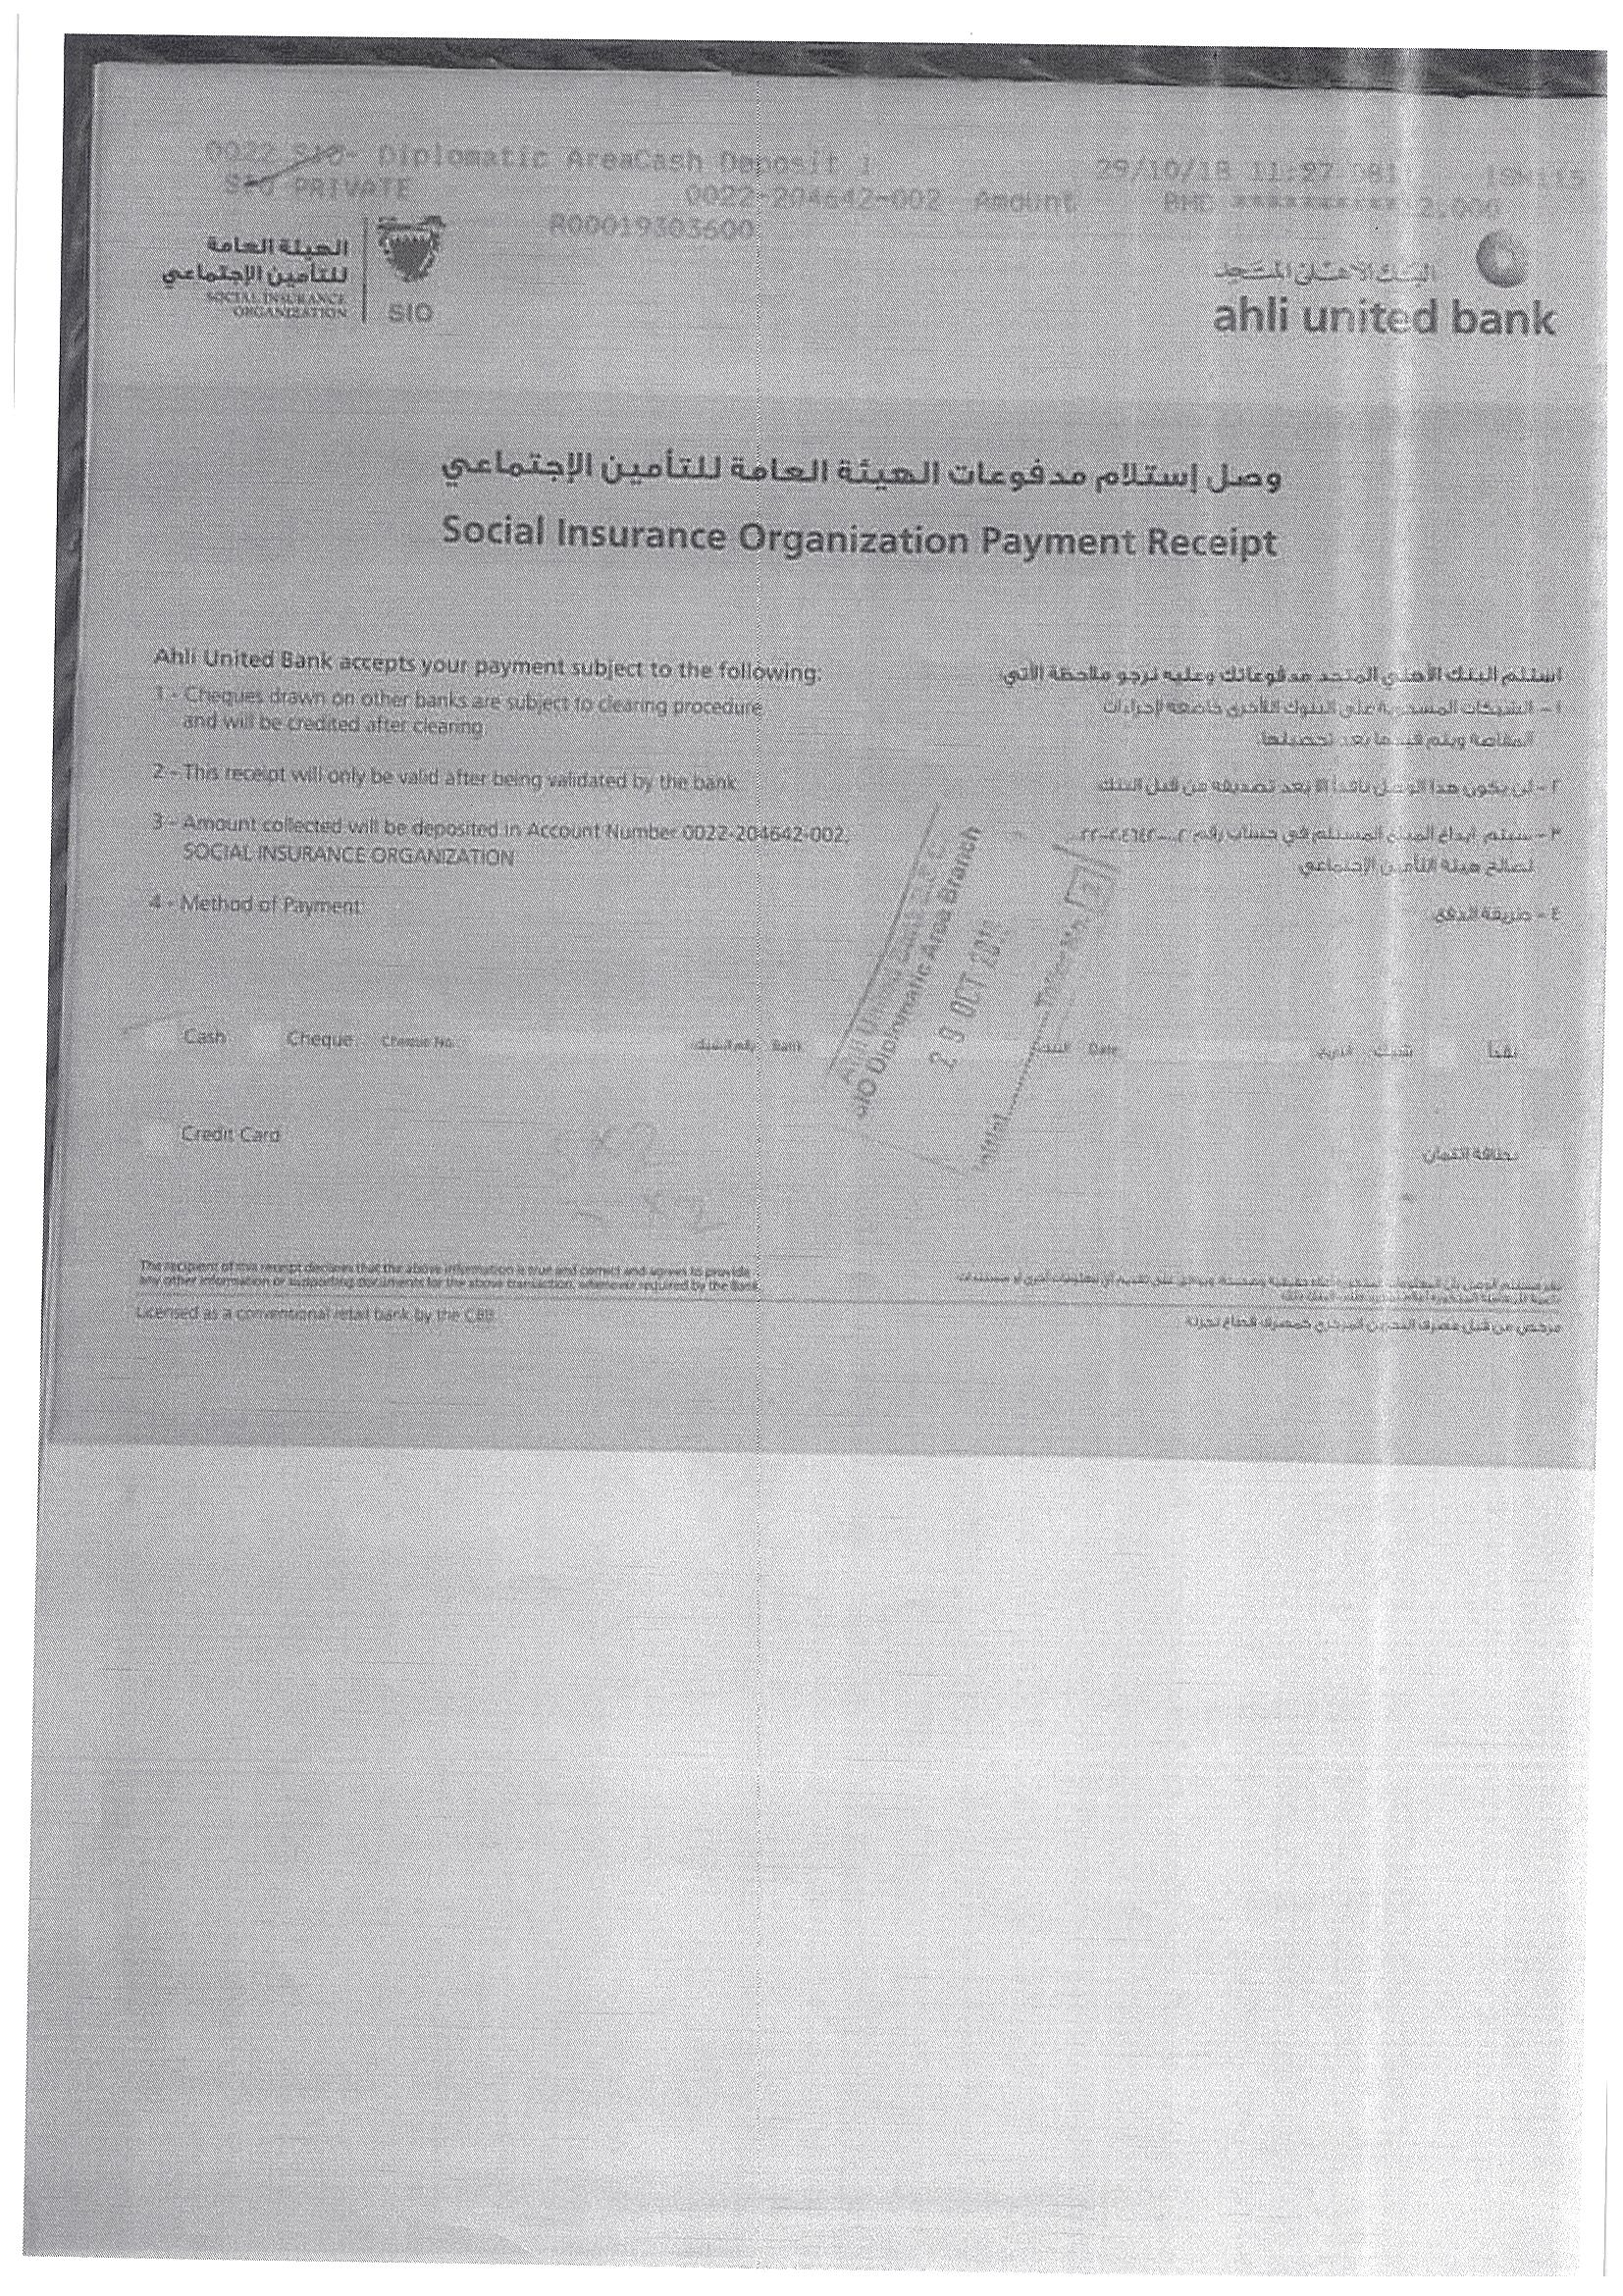 0022 SIO- Diplomatic AreaCash Deposit 1 29/10/18 11:27
SIO PRIVATE 0022-204642-002 Amount BHD ********** 2.000
R00019303600
الهيئة العامة
للتأمين الإجتماعي
SOCIAL INSURANCE
ORGANIZATION
SIO
البنك الأهلي المتحد
ahli united bank
وصل إستلام مدفوعات الهيئة العامة للتأمين الإجتماعي
Social Insurance Organization Payment Receipt
Ahli United Bank accepts your payment subject to the following:
1 - Cheques drawn on other banks are subject to clearing procedure
and will be credited after clearing.
2 - This receipt will only be valid after being validated by the bank.
3 - Amount collected will be deposited in Account Number 0022-204642-002,
SOCIAL INSURANCE ORGANIZATION
4 - Method of Payment:
استلم البنك الأهلي المتحد مدفوعاتك وعليه نرجو ملاحظة الآتي:
١ - الشيكات المسحوبة على البنوك الأخرى خاضعة لإجراءات
المقاصة ويتم قيدها بعد تحصيلها.
٢ - لن يكون هذا الوصل نافذاً إلا بعد تصديقه من قبل البنك
٣ - سيتم ايداع المبلغ المستلم في حساب رقم
لصالح هيئة التأمين الإجتماعي
٤ - طريقة الدفع
SIO Diplomatic Area Branch
29 OCT 201
Initial Teller No. 2
Cash Cheque Cheque No. رقم الشيك Bank البنك Date التاريخ شيك نقداً
Credit Card بطاقة ائتمان
x2
x2
The recipient of this receipt declares that the above information is true and correct and agrees to provide
any other information or supporting documents for the above transaction, whenever required by the Bank.
Licensed as a conventional retail bank by the CBB.
مرخص من قبل مصرف البحرين المركزي كمصرف قطاع تجزئة